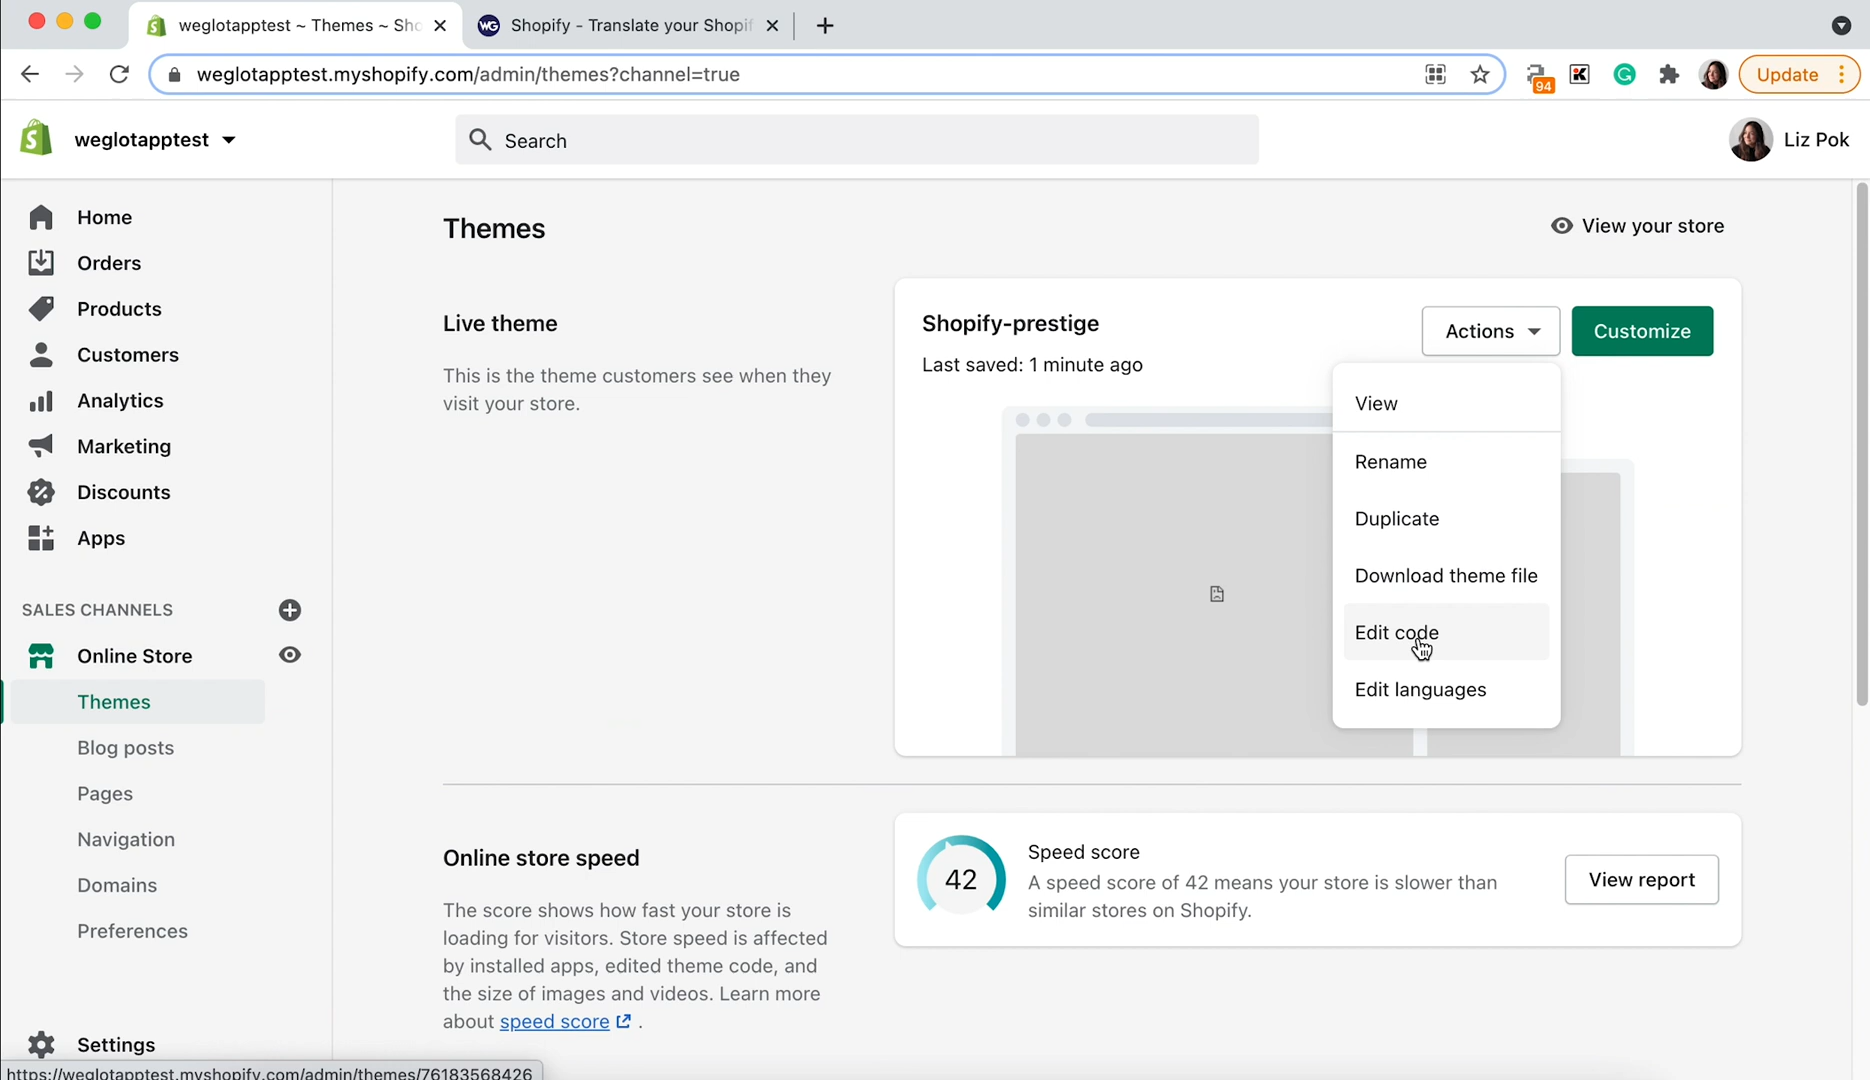 weglotapptest ~ Themes ~ Sho
Shopify - Translate your Shopif
weglotapptest.myshopify.com/admin/themes?channel=true
94
Update
weglotapptest
Search
Liz Pok
Home
Orders
Products
Customers
Analytics
Marketing
Discounts
Apps
SALES CHANNELS
Online Store
Themes
Blog posts
Pages
Navigation
Domains
Preferences
Settings
Themes
View your store
Live theme
This is the theme customers see when they
visit your store.
Shopify-prestige
Last saved: 1 minute ago
Actions
Customize
View
Rename
Duplicate
Download theme file
Edit code
Edit languages
Online store speed
The score shows how fast your store is
loading for visitors. Store speed is affected
by installed apps, edited theme code, and
the size of images and videos. Learn more
about speed score .
42
Speed score
A speed score of 42 means your store is slower than
similar stores on Shopify.
View report
https://weglotapptest.myshopify.com/admin/themes/76183568426